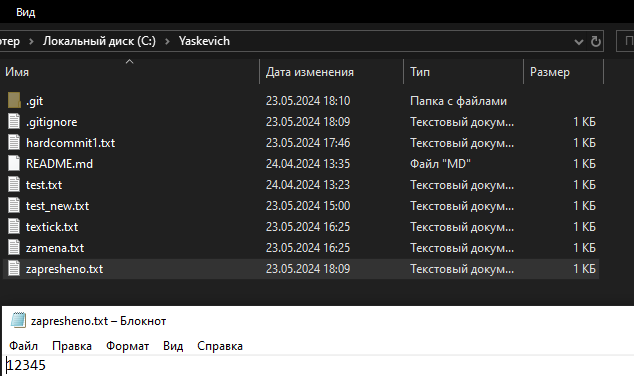 Вид
ютер › Локальный диск (C:) › Yaskevich
Имя Дата изменения Тип Размер
.git 23.05.2024 18:10 Папка с файлами
.gitignore 23.05.2024 18:09 Текстовый докум... 1 КБ
hardcommit1.txt 23.05.2024 17:46 Текстовый докум... 1 КБ
README.md 24.04.2024 13:35 Файл "MD" 1 КБ
test.txt 24.04.2024 13:23 Текстовый докум... 1 КБ
test_new.txt 23.05.2024 15:00 Текстовый докум... 1 КБ
textick.txt 23.05.2024 16:25 Текстовый докум... 1 КБ
zamena.txt 23.05.2024 16:25 Текстовый докум... 1 КБ
zapresheno.txt 23.05.2024 18:09 Текстовый докум... 1 КБ
zapresheno.txt – Блокнот
Файл Правка Формат Вид Справка
12345